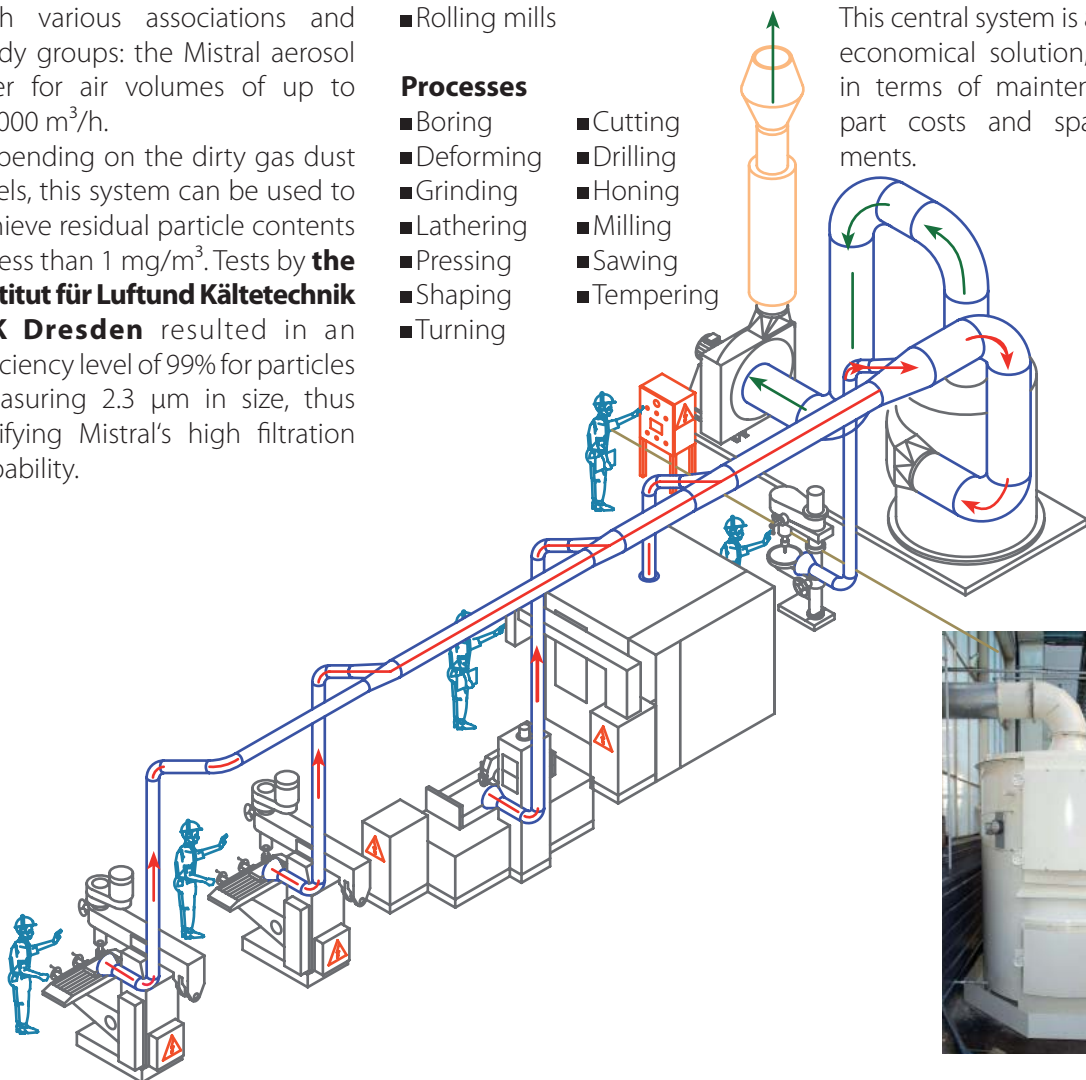 h various associations and
dy groups: the Mistral aerosol
er for air volumes of up to
000 m³/h.
pending on the dirty gas dust
els, this system can be used to
hieve residual particle contents
less than 1 mg/m³. Tests by the
titut für Luftund Kältetechnik
K Dresden resulted in an
iciency level of 99% for particles
asuring 2.3 µm in size, thus
ifying Mistral‘s high filtration
pability.
■ Rolling mills
Processes
■ Boring
■ Deforming
■ Grinding
■ Lathering
■ Pressing
■ Shaping
■ Turning
■ Cutting
■ Drilling
■ Honing
■ Milling
■ Sawing
■ Tempering
This central system is a
economical solution,
in terms of mainten
part costs and spa
ments.